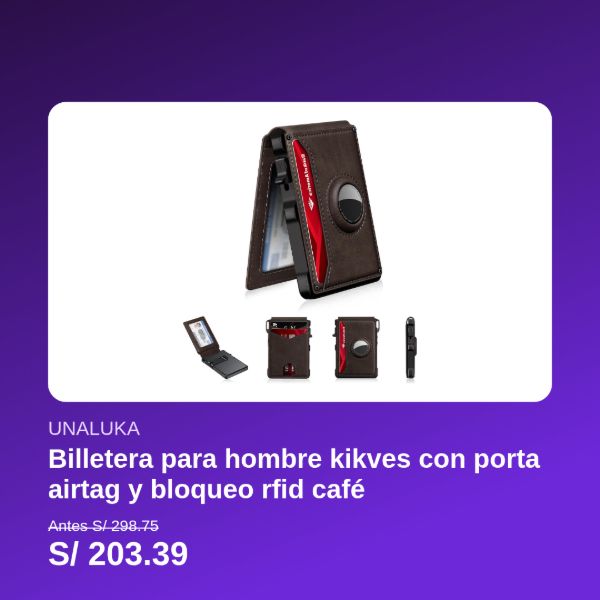 UNALUKA
Billetera para hombre kikves con porta
airtag y bloqueo rfid café
Antes S/ 298.75
S/ 203.39